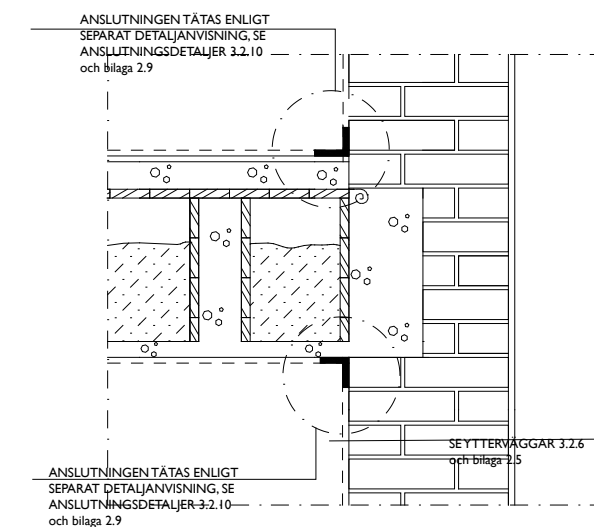 ANSLUTNINGEN TÄTAS ENLIGT
SEPARAT DETALJANVISNING, SE
ANSLUTNINGSDETALJER 3.2.10
och bilaga 2.9
SE YTTERVÄGGAR 3.2.6
och bilaga 2.5
ANSLUTNINGEN TÄTAS ENLIGT
SEPARAT DETALJANVISNING, SE
ANSLUTNINGSDETALJER 3.2.10
och bilaga 2.9